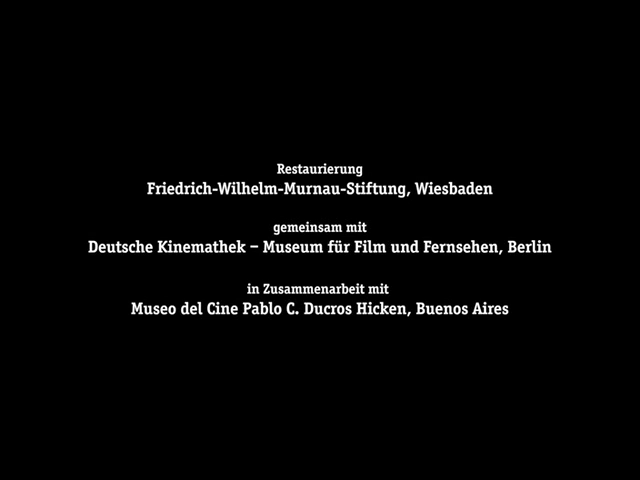 Restaurierung
Friedrich-Wilhelm-Murnau-Stiftung, Wiesbaden
gemeinsam mit
Deutsche Kinemathek – Museum für Film und Fernsehen, Berlin
in Zusammenarbeit mit
Museo del Cine Pablo C. Ducros Hicken, Buenos Aires